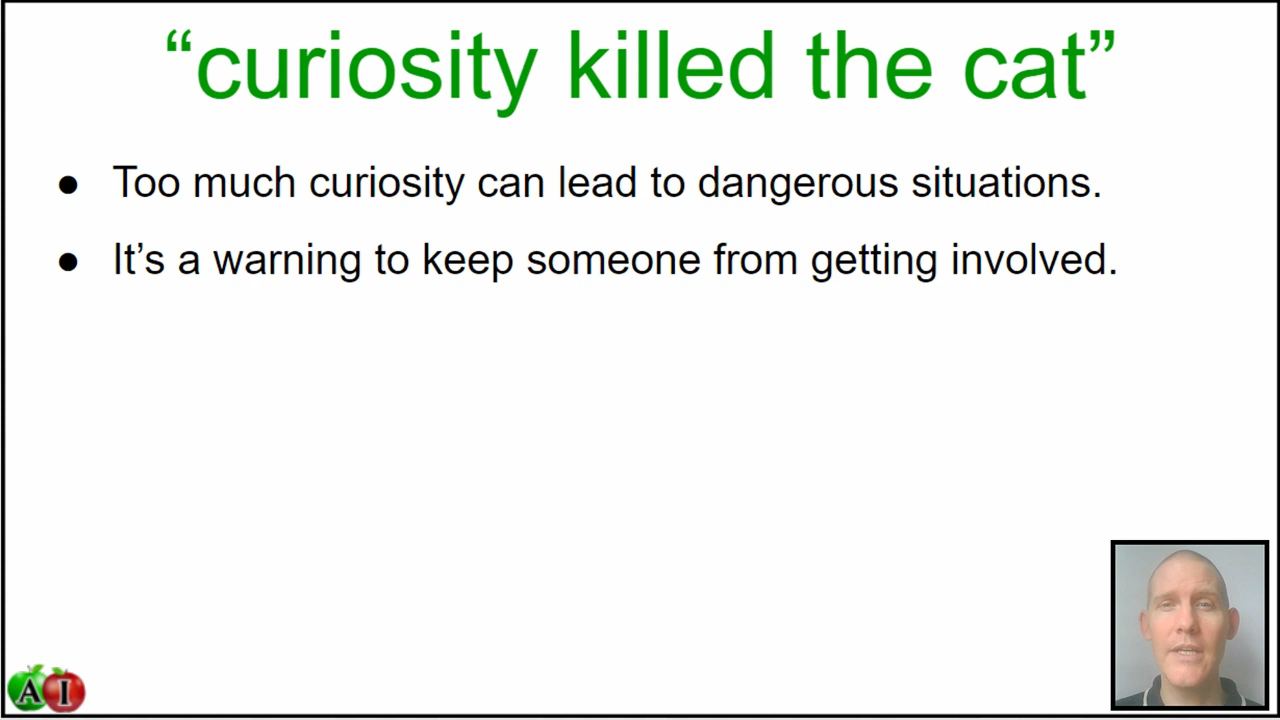 “curiosity killed the cat”
● Too much curiosity can lead to dangerous situations.
● It’s a warning to keep someone from getting involved.
A I